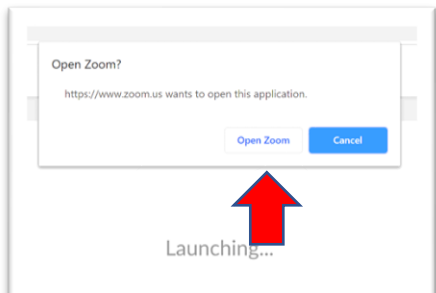 Open Zoom?
https://www.zoom.us wants to open this application.
Open Zoom Cancel
Launching...